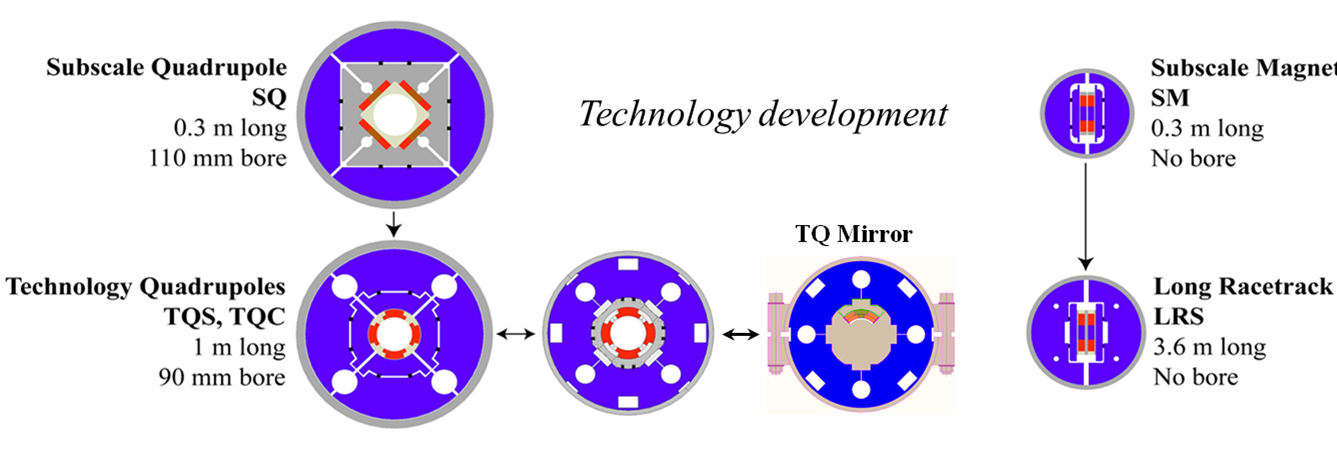 Subscale Quadrupole
SQ
0.3 m long
110 mm bore
Technology development
Subscale Magnet
SM
0.3 m long
No bore
TQ Mirror
Technology Quadrupoles
TQS, TQC
1 m long
90 mm bore
Long Racetrack
LRS
3.6 m long
No bore